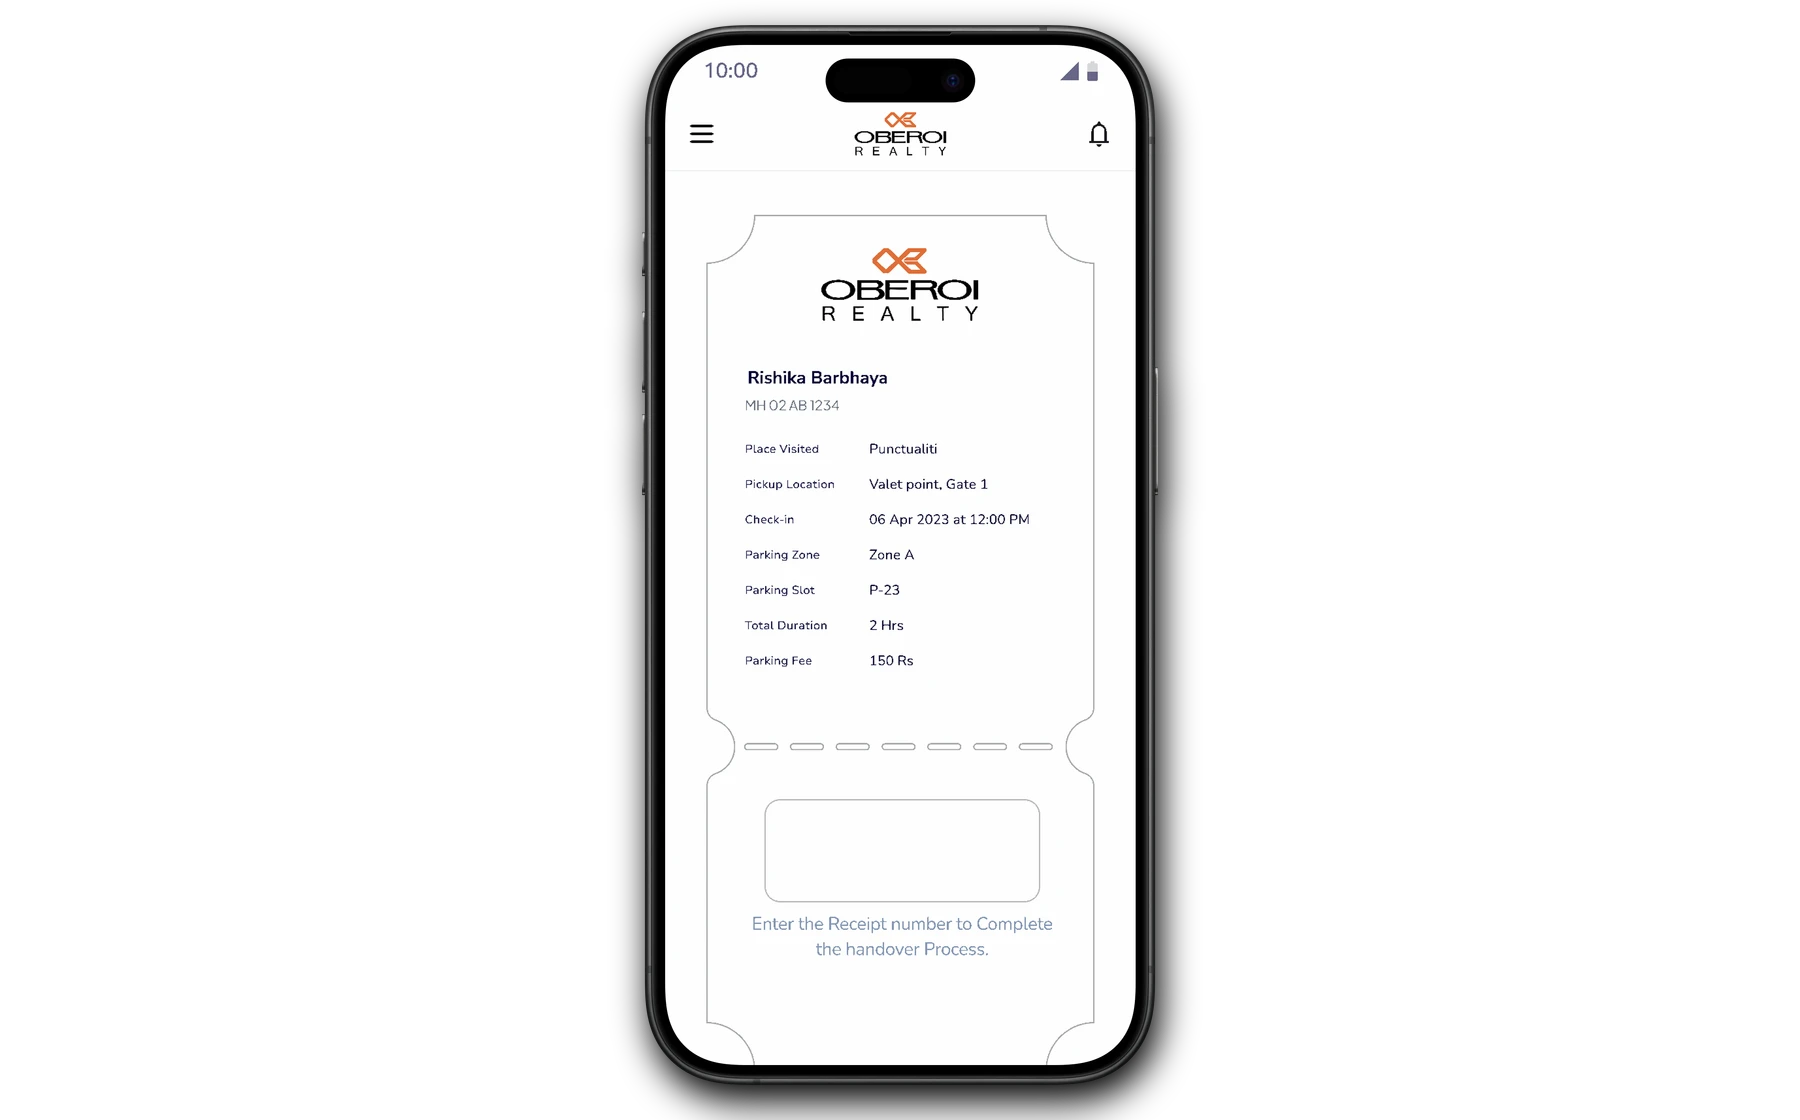 10:00
OBEROI
REALTY
OBEROI
REALTY
Rishika Barbhaya
MH 02 AB 1234
Place Visited Punctualiti
Pickup Location Valet point, Gate 1
Check-in 06 Apr 2023 at 12:00 PM
Parking Zone Zone A
Parking Slot P-23
Total Duration 2 Hrs
Parking Fee 150 Rs
Enter the Receipt number to Complete
the handover Process.